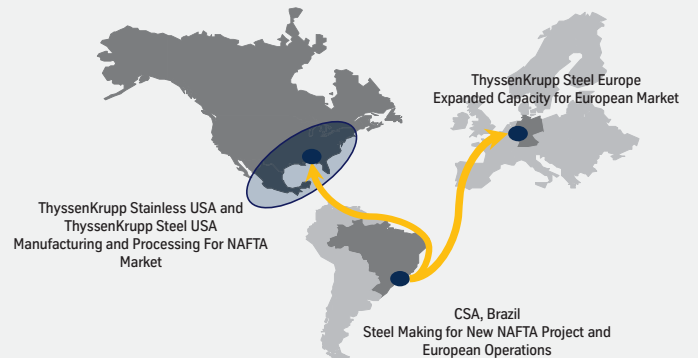 ThyssenKrupp Steel Europe
Expanded Capacity for European Market
ThyssenKrupp Stainless USA and
ThyssenKrupp Steel USA
Manufacturing and Processing For NAFTA
Market
CSA, Brazil
Steel Making for New NAFTA Project and
European Operations